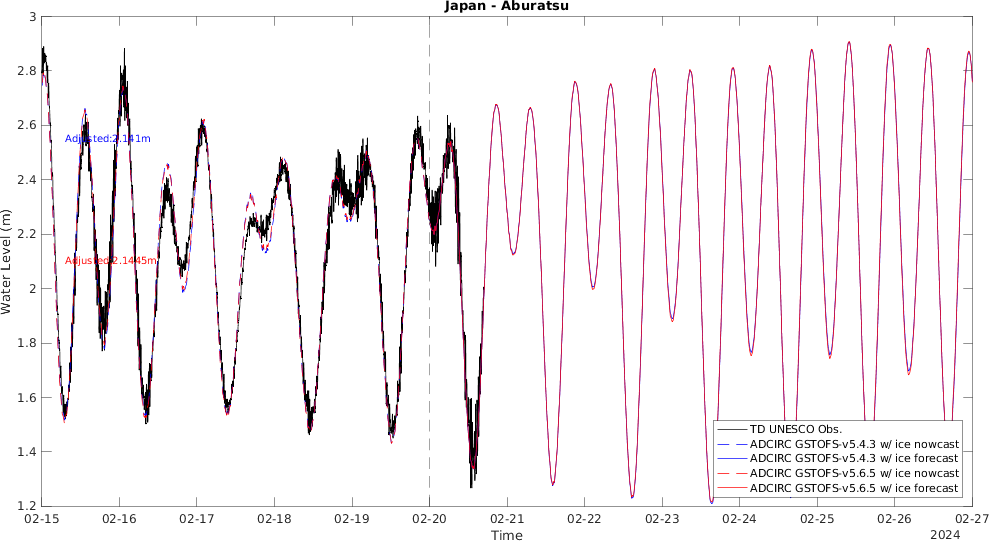 Japan - Aburatsu
3
2.8
2.6
2.4
2.2
2
1.8
1.6
1.4
1.2
Water Level (m)
Adjusted:2.141m
Adjusted:2.1445m
TD UNESCO Obs.
ADCIRC GSTOFS-v5.4.3 w/ ice nowcast
ADCIRC GSTOFS-v5.4.3 w/ ice forecast
ADCIRC GSTOFS-v5.6.5 w/ ice nowcast
ADCIRC GSTOFS-v5.6.5 w/ ice forecast
02-15 02-16 02-17 02-18 02-19 02-20 02-21 02-22 02-23 02-24 02-25 02-26 02-27
Time
2024